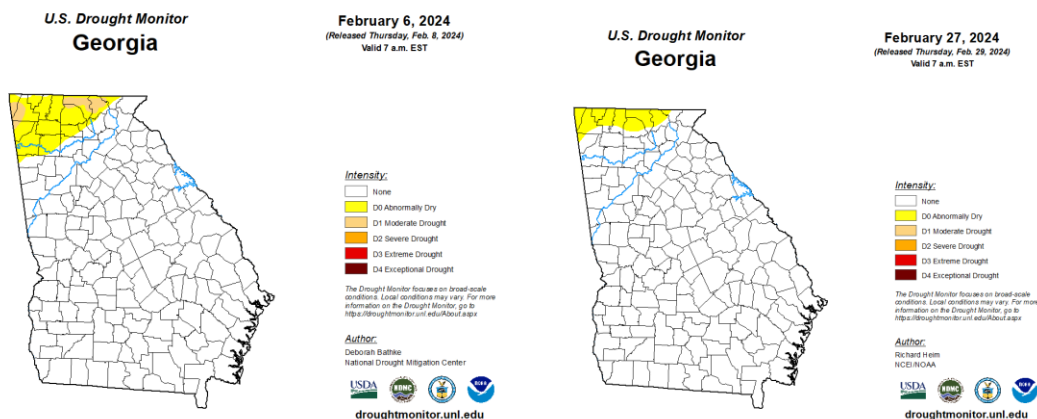 U.S. Drought Monitor
Georgia
February 6, 2024
(Released Thursday, Feb. 8, 2024)
Valid 7 a.m. EST
Intensity:
None
D0 Abnormally Dry
D1 Moderate Drought
D2 Severe Drought
D3 Extreme Drought
D4 Exceptional Drought
The Drought Monitor focuses on broad-scale
conditions. Local conditions may vary. For more
information on the Drought Monitor, go to
https://droughtmonitor.unl.edu/About.aspx
Author:
Deborah Bathke
National Drought Mitigation Center
USDA
NDMC
NOAA
droughtmonitor.unl.edu
U.S. Drought Monitor
Georgia
February 27, 2024
(Released Thursday, Feb. 29, 2024)
Valid 7 a.m. EST
Intensity:
None
D0 Abnormally Dry
D1 Moderate Drought
D2 Severe Drought
D3 Extreme Drought
D4 Exceptional Drought
The Drought Monitor focuses on broad-scale
conditions. Local conditions may vary. For more
information on the Drought Monitor, go to
https://droughtmonitor.unl.edu/About.aspx
Author:
Richard Heim
NCEI/NOAA
USDA
NDMC
NOAA
droughtmonitor.unl.edu